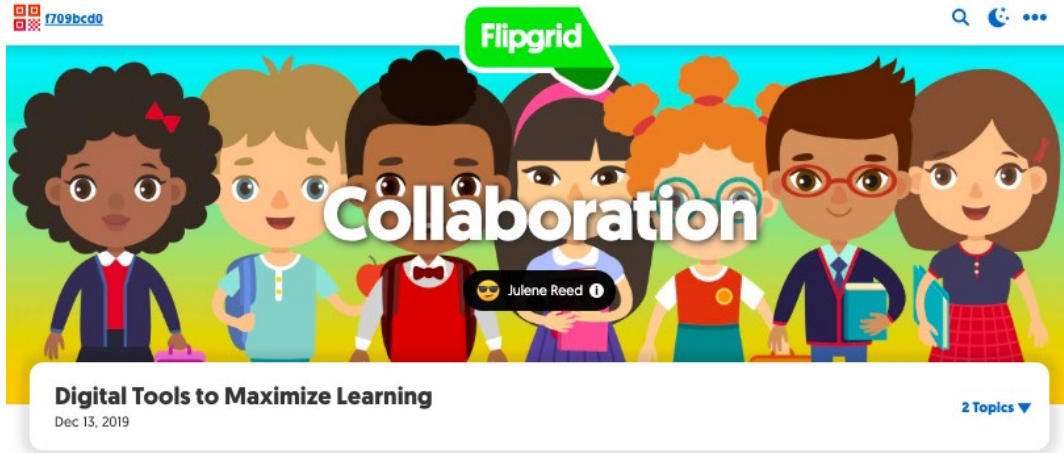 f709bcd0
Flipgrid
Collaboration
Julene Reed
Digital Tools to Maximize Learning
Dec 13, 2019
2 Topics